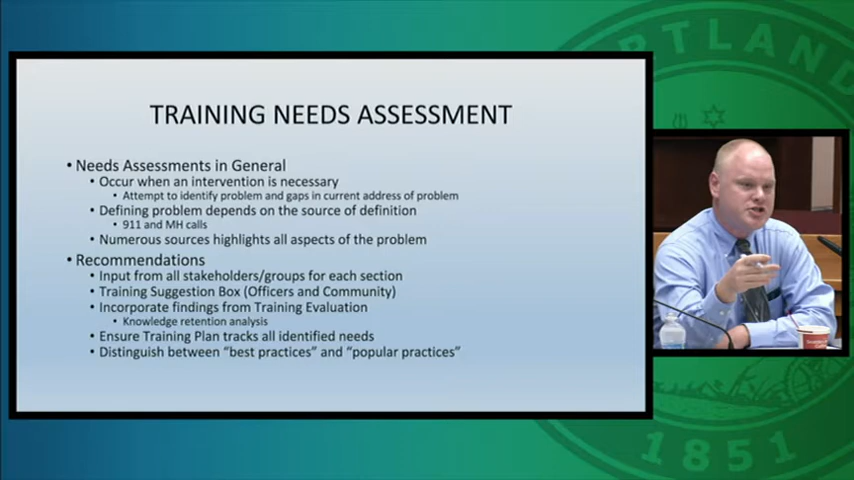 TRAINING NEEDS ASSESSMENT
• Needs Assessments in General
• Occur when an intervention is necessary
• Attempt to identify problem and gaps in current address of problem
• Defining problem depends on the source of definition
• 911 and MH calls
• Numerous sources highlights all aspects of the problem
• Recommendations
• Input from all stakeholders/groups for each section
• Training Suggestion Box (Officers and Community)
• Incorporate findings from Training Evaluation
• Knowledge retention analysis
• Ensure Training Plan tracks all identified needs
• Distinguish between “best practices” and “popular practices”
RTLAND
1851